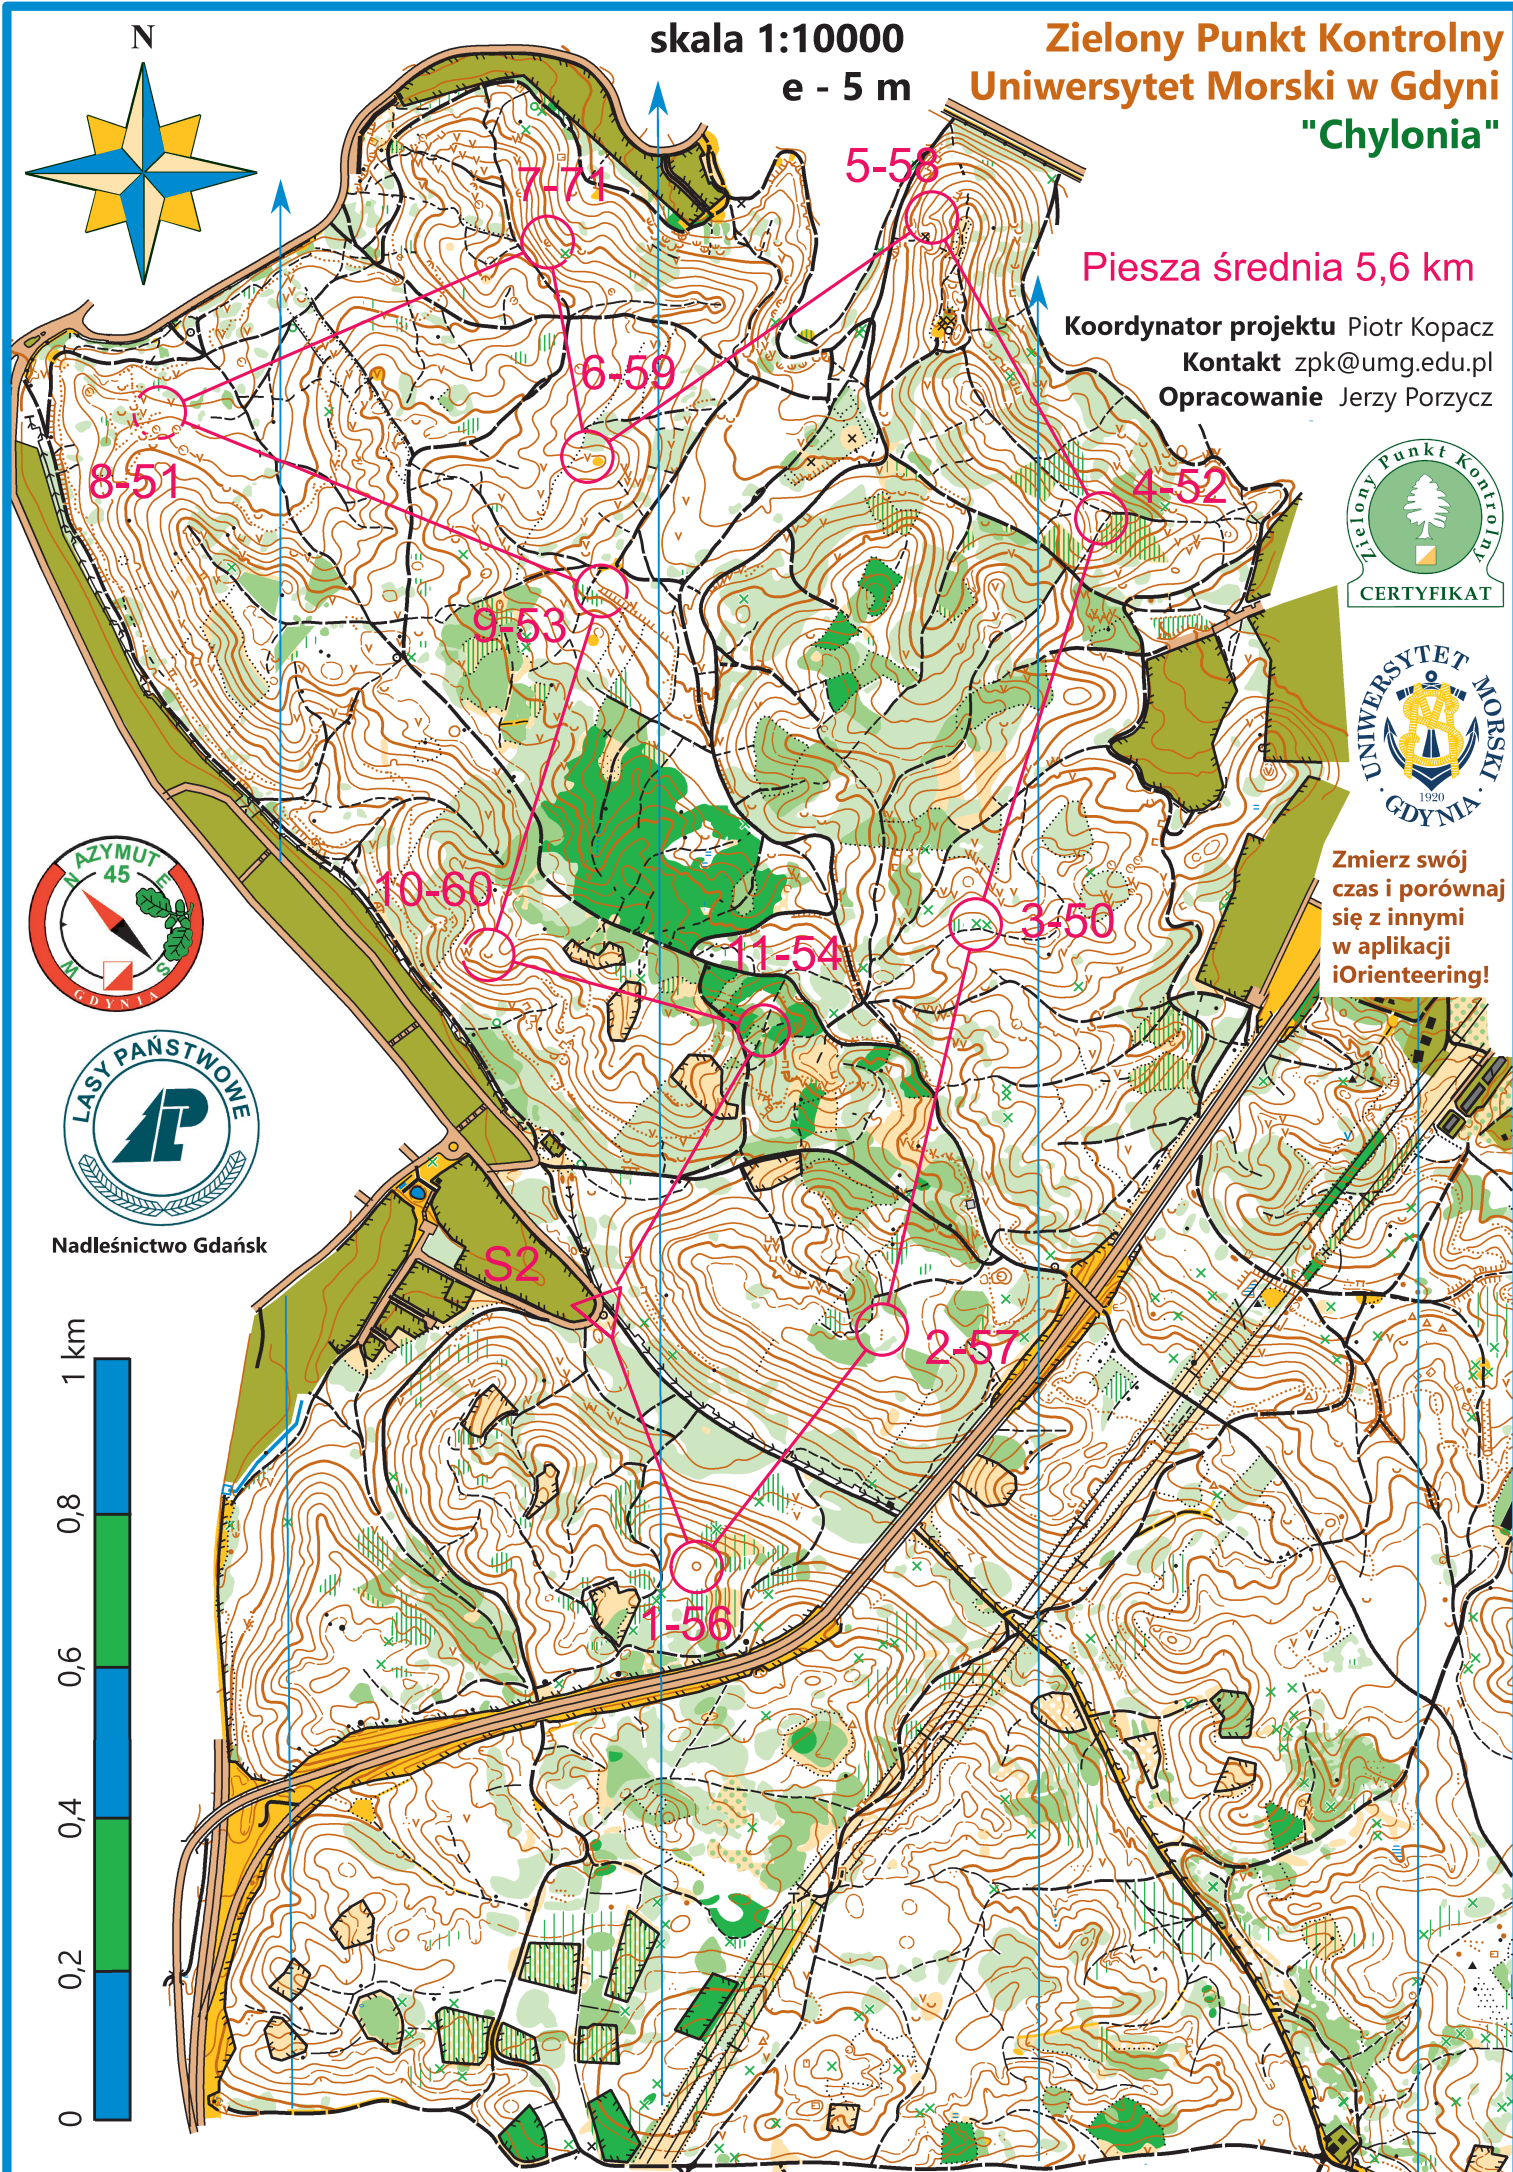 N
skala 1:10000
e - 5 m
Zielony Punkt Kontrolny
Uniwersytet Morski w Gdyni
"Chylonia"
5-58
7-71
Piesza średnia 5,6 km
Koordynator projektu Piotr Kopacz
Kontakt zpk@umg.edu.pl
Opracowanie Jerzy Porzycz
6-59
8-51
4-52
Zielony Punkt Kontrolny
CERTYFIKAT
9-53
UNIWERSYTET MORSKI
· GDYNIA ·
1920
AZYMUT
45
N
E
W
S
GDYNIA
10-60
11-54
3-50
Zmierz swój
czas i porównaj
się z innymi
w aplikacji
iOrienteering!
LASY PAŃSTWOWE
LP
Nadleśnictwo Gdańsk
S2
2-57
1-56
1 km
0,8
0,6
0,4
0,2
0